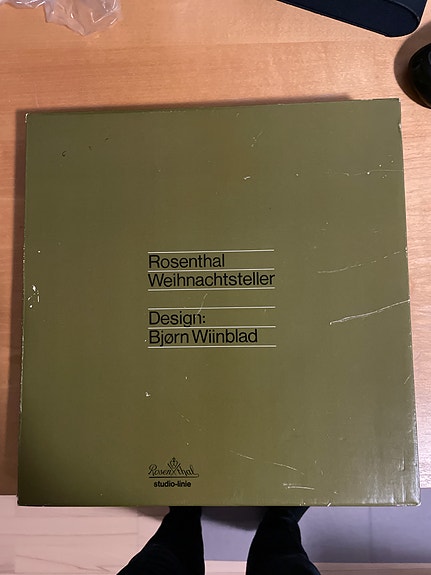 Rosenthal
Weihnachtsteller
Design:
Bjørn Wiinblad
Rosenthal
studio-linie